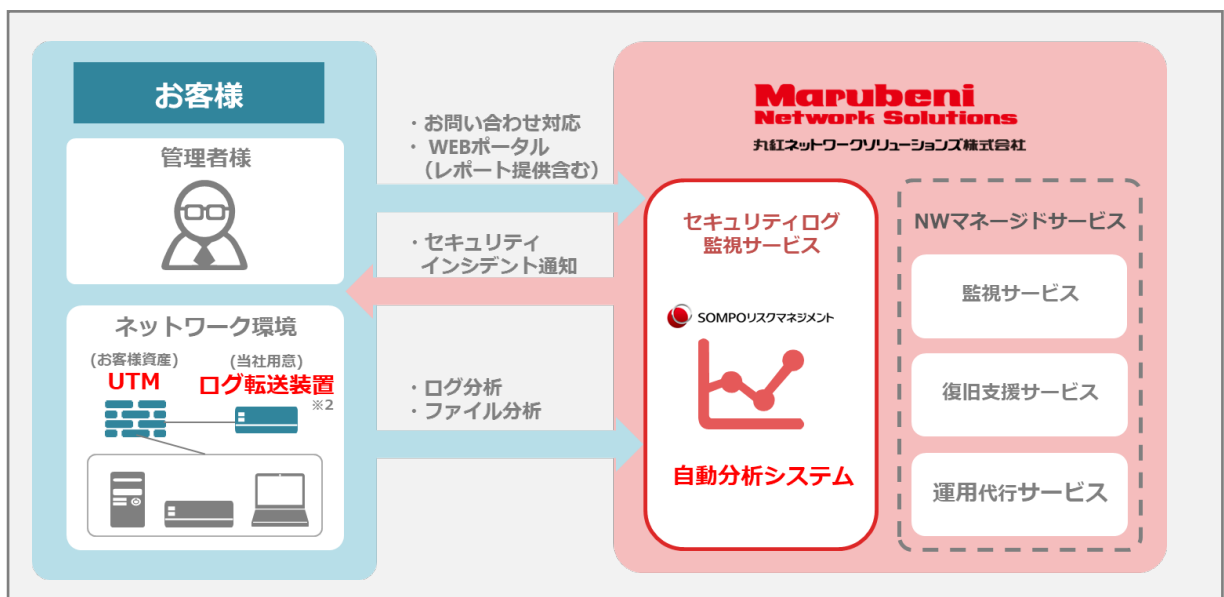 お客様
管理者様
ネットワーク環境
(お客様資産)
UTM
(当社用意)
ログ転送装置
※2
・お問い合わせ対応
・ WEBポータル
（レポート提供含む）
・セキュリティ
インシデント通知
・ログ分析
・ファイル分析
Marubeni
Network Solutions
丸紅ネットワークソリューションズ株式会社
セキュリティログ
監視サービス
SOMPOリスクマネジメント
自動分析システム
NWマネージドサービス
監視サービス
復旧支援サービス
運用代行サービス